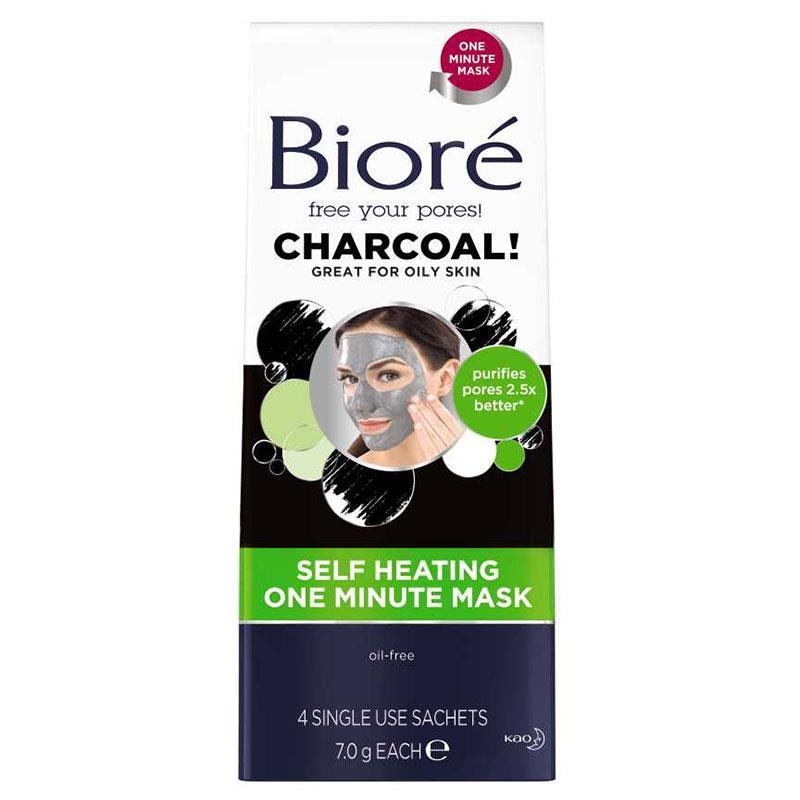 ONE
MINUTE
MASK
Bioré
free your pores!
CHARCOAL!
GREAT FOR OILY SKIN
purifies
pores 2.5x
better*
SELF HEATING
ONE MINUTE MASK
oil-free
4 SINGLE USE SACHETS
7.0 g EACH ℮
Kao